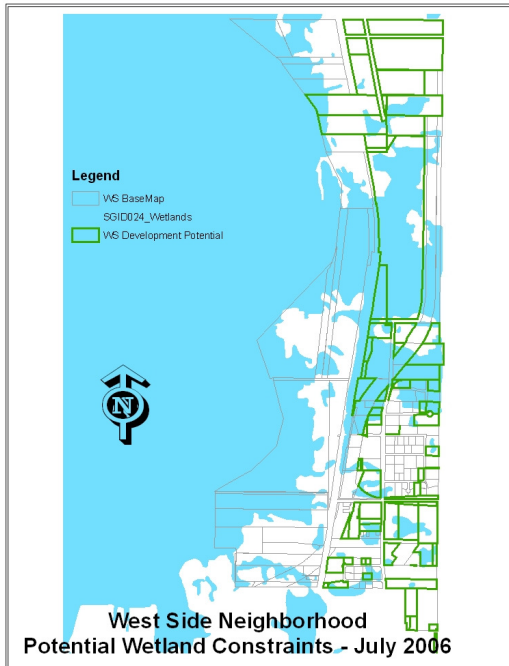 Legend
WS BaseMap
SGID024_Wetlands
WS Development Potential
N
West Side Neighborhood
Potential Wetland Constraints - July 2006